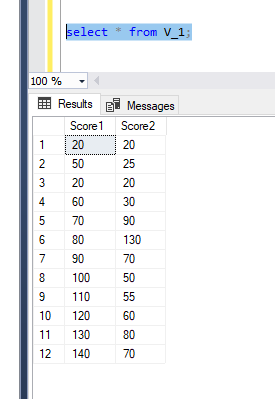 select * from V_1;
100 %
Results Messages
Score1 Score2
1 20 20
2 50 25
3 20 20
4 60 30
5 70 90
6 80 130
7 90 70
8 100 50
9 110 55
10 120 60
11 130 80
12 140 70